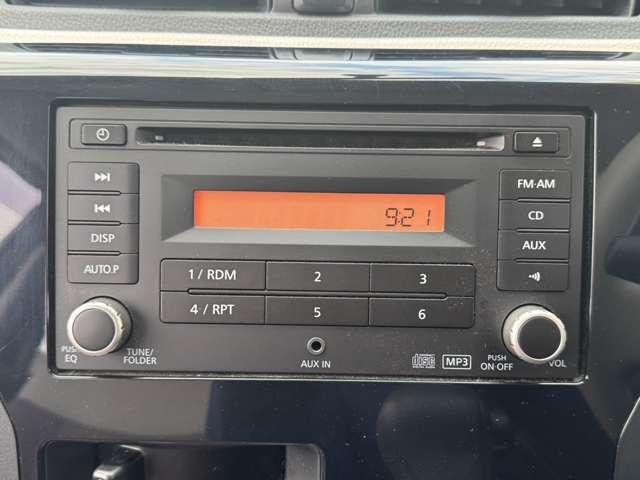 9:21
FM·AM
CD
DISP
AUX
AUTO.P
1 / RDM 2 3
4 / RPT 5 6
PUSH
EQ
TUNE/
FOLDER
AUX IN
MP3
PUSH
ON·OFF
VOL